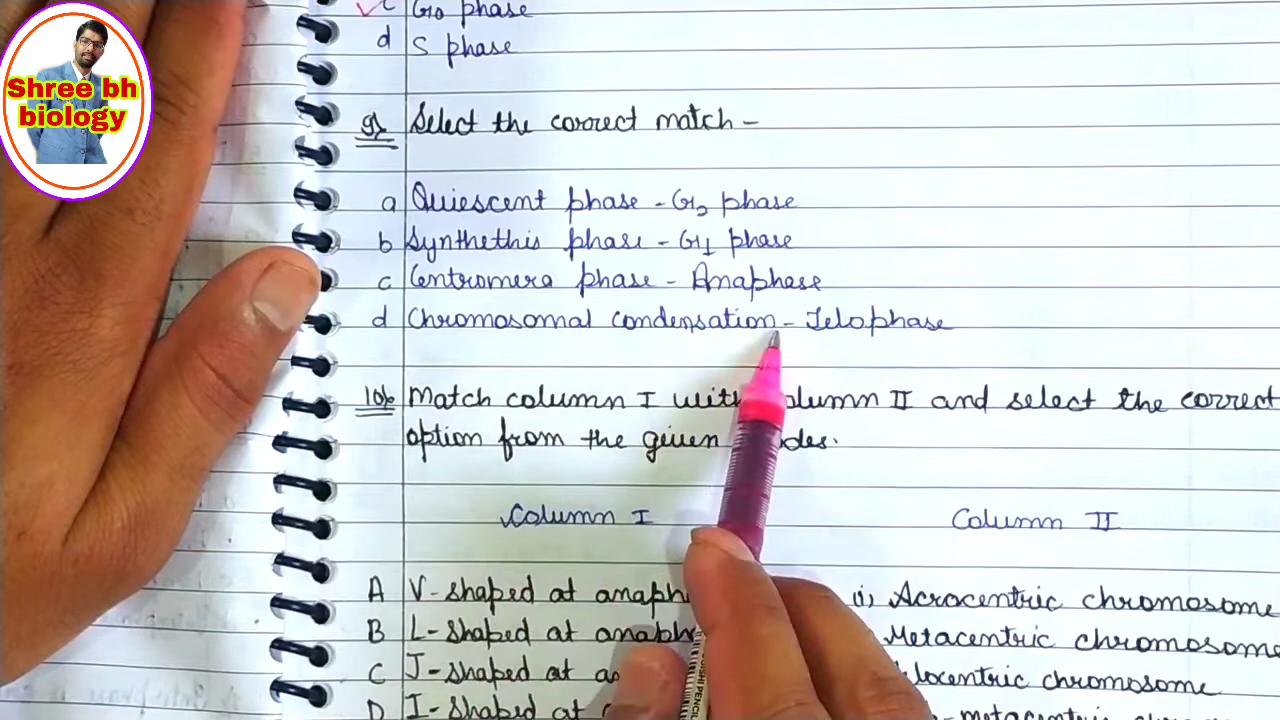 Shree bh
biology
c G0 phase
d S phase
9) Select the correct match -
a Quiescent phase - G2 phase
b Synthethis phase - G1 phase
c Centromera phase - Anaphase
d Chromosomal condensation - Telophase
10) Match column I with column II and select the correct
option from the given
Column I Column II
A V-shaped at (i) Acrocentric chromosome
B L-shaped at Metacentric chromosome
C J-shaped at chromosome
D I-shaped at